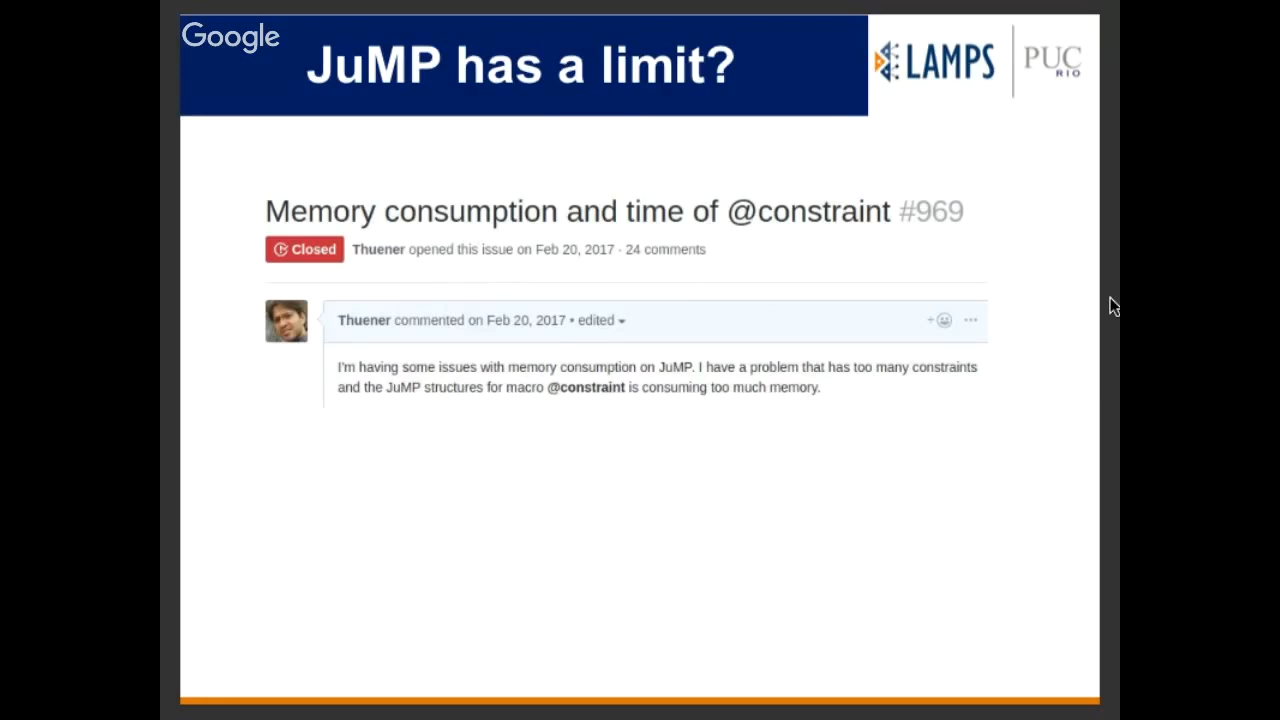 Google
JuMP has a limit?
LAMPS
PUC
RIO
Memory consumption and time of @constraint #969
Closed Thuener opened this issue on Feb 20, 2017 · 24 comments
Thuener commented on Feb 20, 2017 • edited
I'm having some issues with memory consumption on JuMP. I have a problem that has too many constraints
and the JuMP structures for macro @constraint is consuming too much memory.